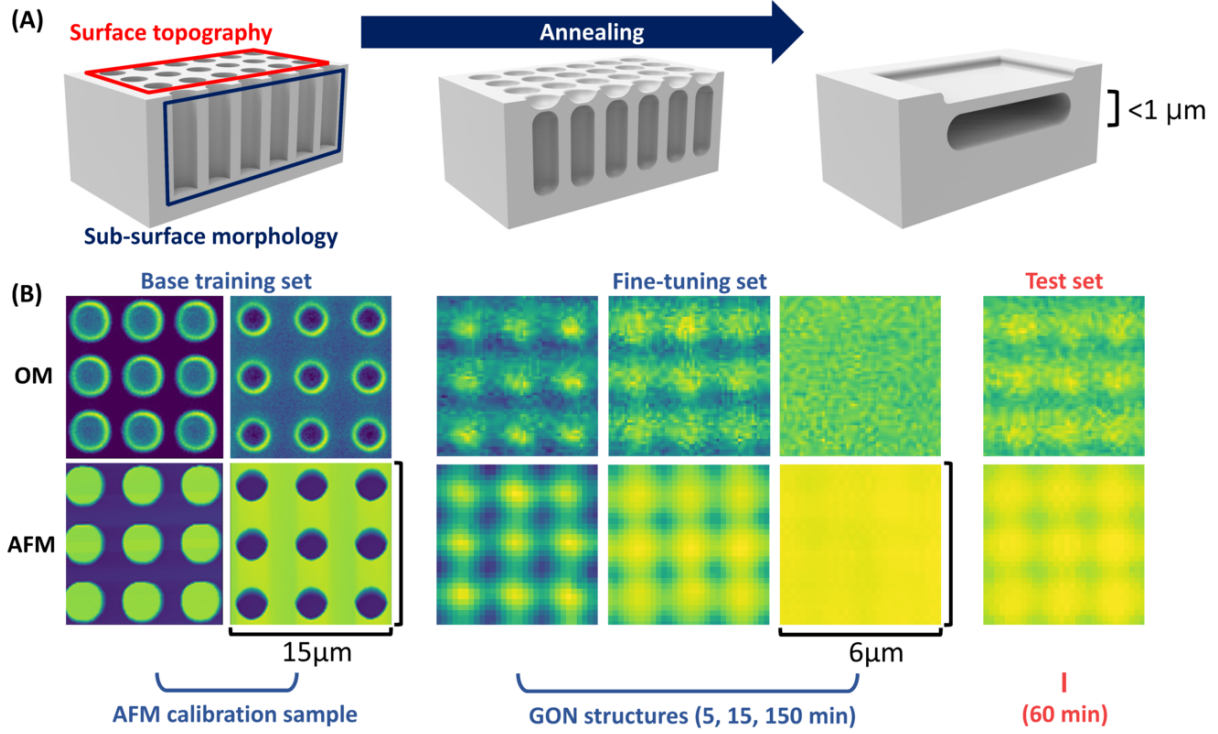 (A)
Surface topography
Annealing
<1 μm
Sub-surface morphology
(B)
Base training set
Fine-tuning set
Test set
OM
AFM
15μm
6μm
AFM calibration sample
GON structures (5, 15, 150 min)
(60 min)